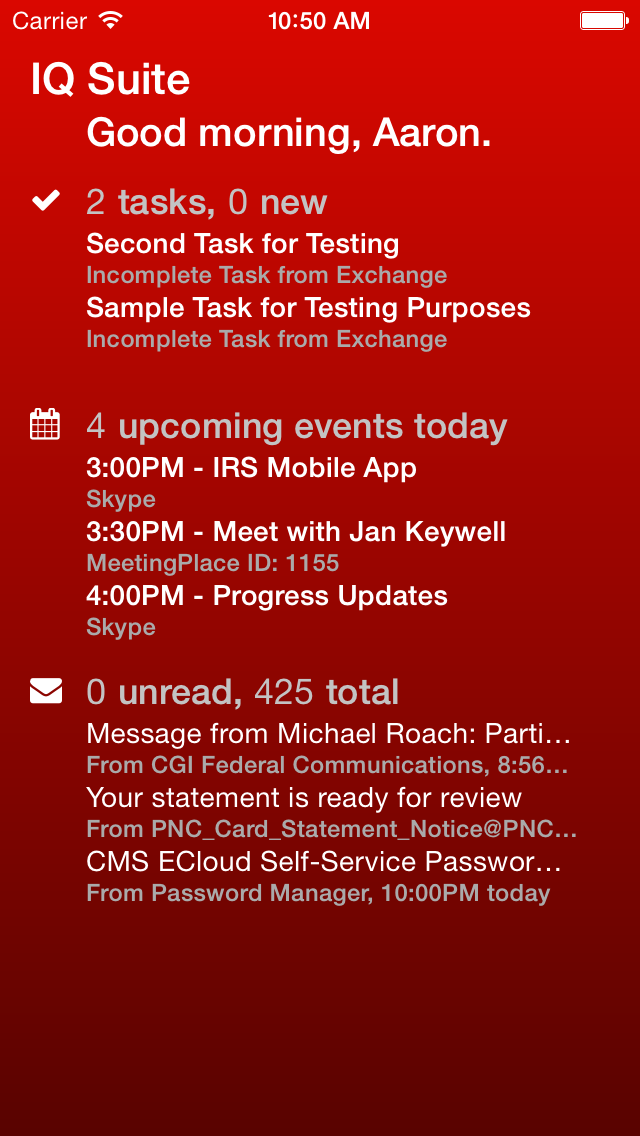 Carrier 10:50 AM
IQ Suite
Good morning, Aaron.
2 tasks, 0 new
Second Task for Testing
Incomplete Task from Exchange
Sample Task for Testing Purposes
Incomplete Task from Exchange
4 upcoming events today
3:00PM - IRS Mobile App
Skype
3:30PM - Meet with Jan Keywell
MeetingPlace ID: 1155
4:00PM - Progress Updates
Skype
0 unread, 425 total
Message from Michael Roach: Parti…
From CGI Federal Communications, 8:56…
Your statement is ready for review
From PNC_Card_Statement_Notice@PNC…
CMS ECloud Self-Service Passwor…
From Password Manager, 10:00PM today